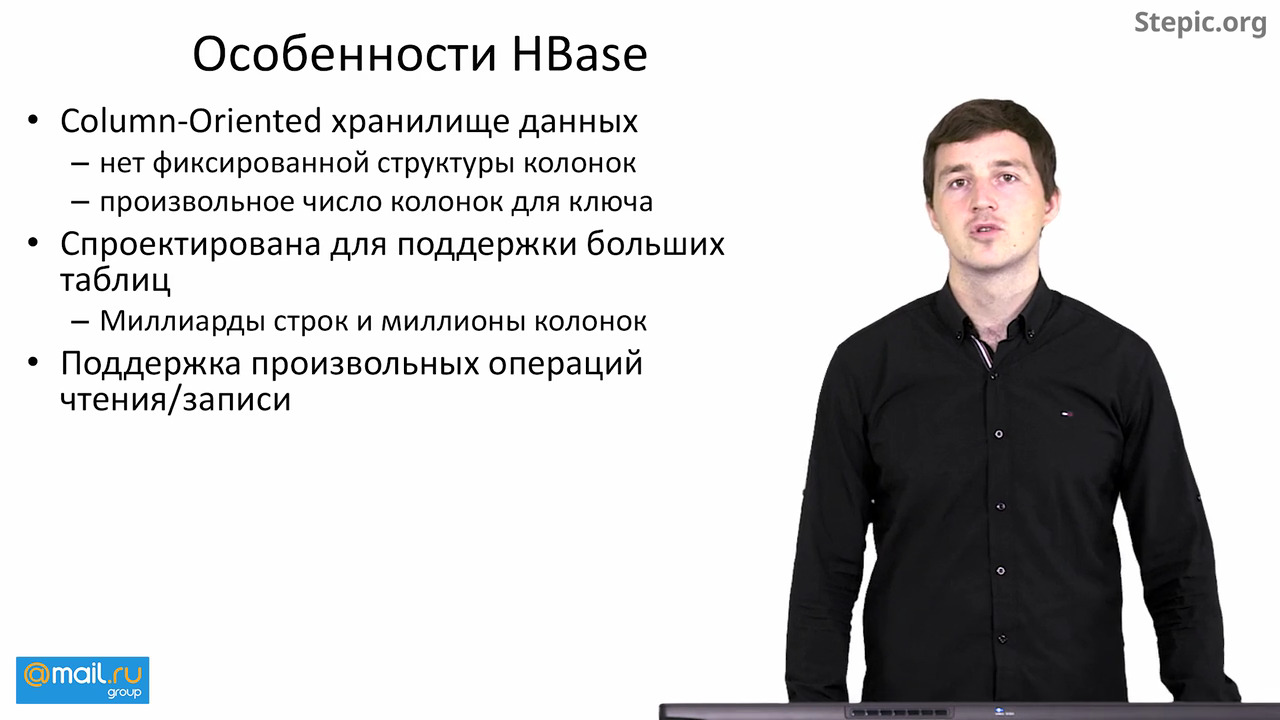 Stepic.org
Особенности HBase
• Column-Oriented хранилище данных
– нет фиксированной структуры колонок
– произвольное число колонок для ключа
• Спроектирована для поддержки больших
таблиц
– Миллиарды строк и миллионы колонок
• Поддержка произвольных операций
чтения/записи
@mail.ru
group